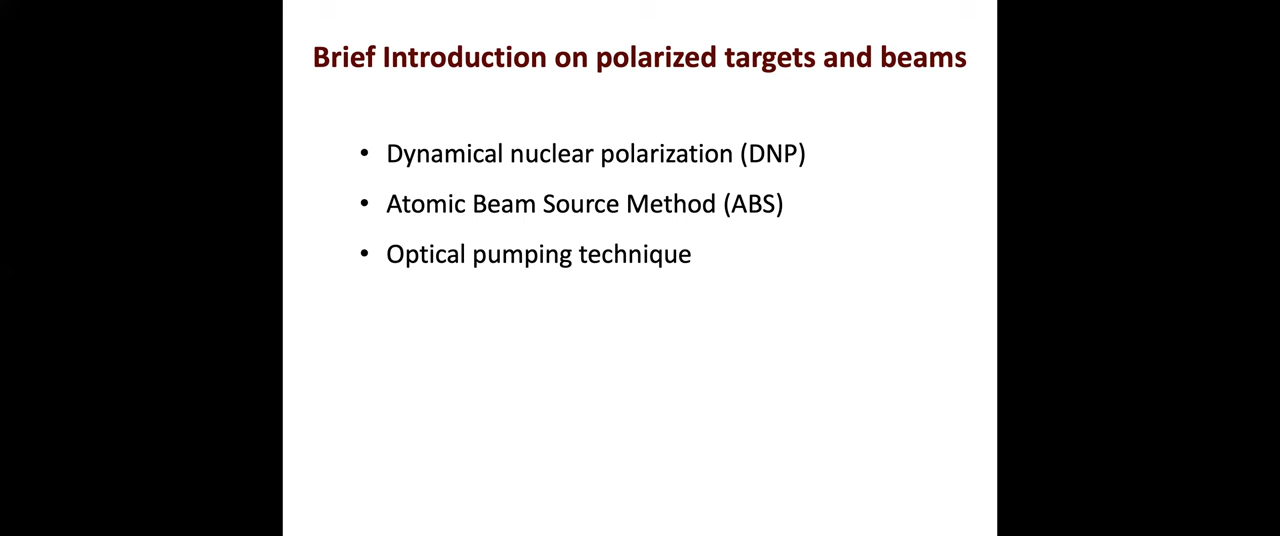 Brief Introduction on polarized targets and beams
• Dynamical nuclear polarization (DNP)
• Atomic Beam Source Method (ABS)
• Optical pumping technique